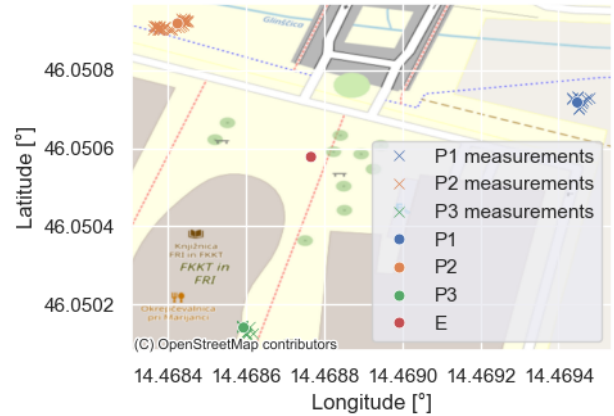 Glinščica
46.0508
46.0506
46.0504
46.0502
Latitude [°]
P1 measurements
P2 measurements
P3 measurements
P1
P2
P3
E
Knjižnica
FRI in FKKT
FKKT in
FRI
Okrepčevalnica
pri Marjanci
(C) OpenStreetMap contributors
14.4684 14.4686 14.4688 14.4690 14.4692 14.4694
Longitude [°]